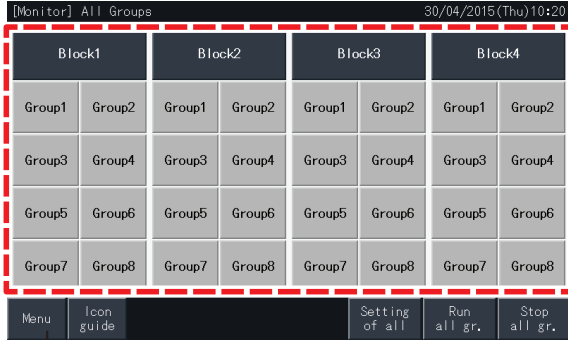 [Monitor] All Groups 30/04/2015(Thu)10:20
Block1 Block2 Block3 Block4
Group1 Group2 Group1 Group2 Group1 Group2 Group1 Group2
Group3 Group4 Group3 Group4 Group3 Group4 Group3 Group4
Group5 Group6 Group5 Group6 Group5 Group6 Group5 Group6
Group7 Group8 Group7 Group8 Group7 Group8 Group7 Group8
Menu
Icon
guide
Setting
of all
Run
all gr.
Stop
all gr.